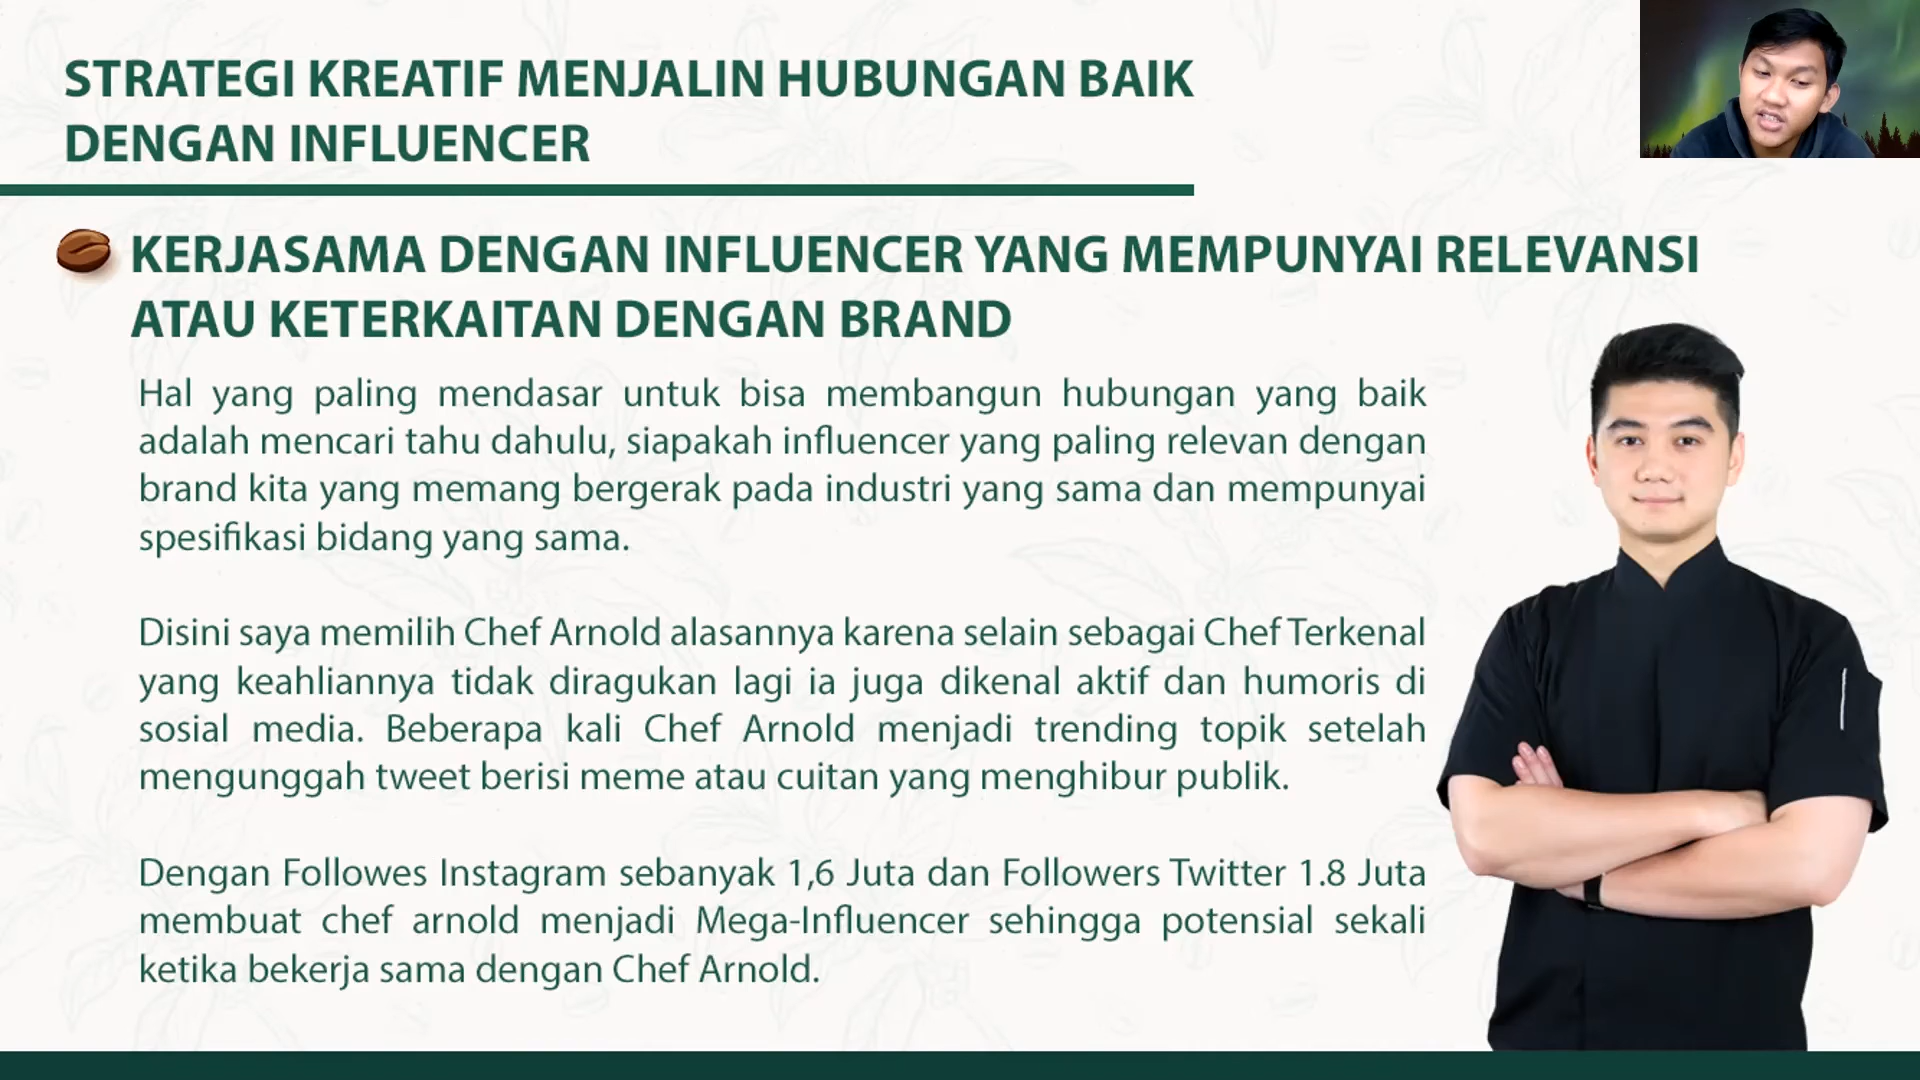 STRATEGI KREATIF MENJALIN HUBUNGAN BAIK
DENGAN INFLUENCER
KERJASAMA DENGAN INFLUENCER YANG MEMPUNYAI RELEVANSI
ATAU KETERKAITAN DENGAN BRAND
Hal yang paling mendasar untuk bisa membangun hubungan yang baik
adalah mencari tahu dahulu, siapakah influencer yang paling relevan dengan
brand kita yang memang bergerak pada industri yang sama dan mempunyai
spesifikasi bidang yang sama.
Disini saya memilih Chef Arnold alasannya karena selain sebagai Chef Terkenal
yang keahliannya tidak diragukan lagi ia juga dikenal aktif dan humoris di
sosial media. Beberapa kali Chef Arnold menjadi trending topik setelah
mengunggah tweet berisi meme atau cuitan yang menghibur publik.
Dengan Followes Instagram sebanyak 1,6 Juta dan Followers Twitter 1.8 Juta
membuat chef arnold menjadi Mega-Influencer sehingga potensial sekali
ketika bekerja sama dengan Chef Arnold.